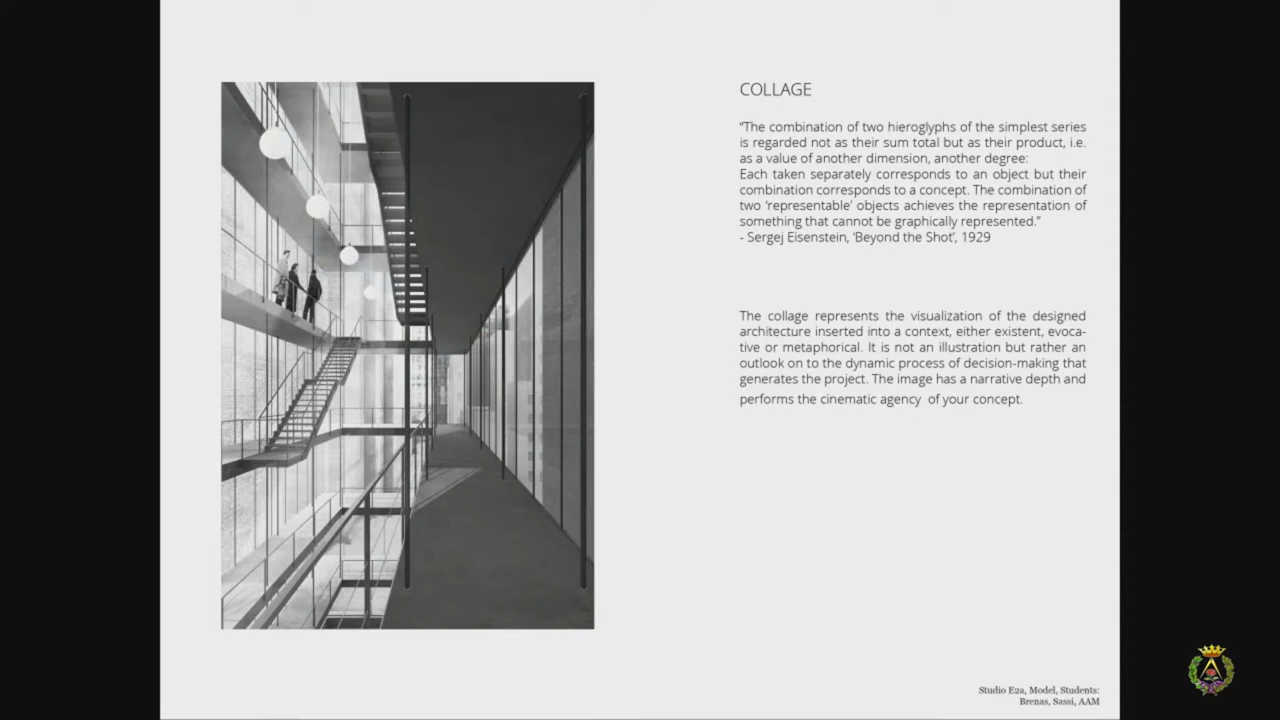 COLLAGE
“The combination of two hieroglyphs of the simplest series
is regarded not as their sum total but as their product, i.e.
as a value of another dimension, another degree:
Each taken separately corresponds to an object but their
combination corresponds to a concept. The combination of
two ‘representable’ objects achieves the representation of
something that cannot be graphically represented.”
- Sergej Eisenstein, ‘Beyond the Shot’, 1929
The collage represents the visualization of the designed
architecture inserted into a context, either existent, evoca-
tive or metaphorical. It is not an illustration but rather an
outlook on to the dynamic process of decision-making that
generates the project. The image has a narrative depth and
performs the cinematic agency of your concept.
Studio E2a, Model, Students:
Brenas, Sassi, AAM